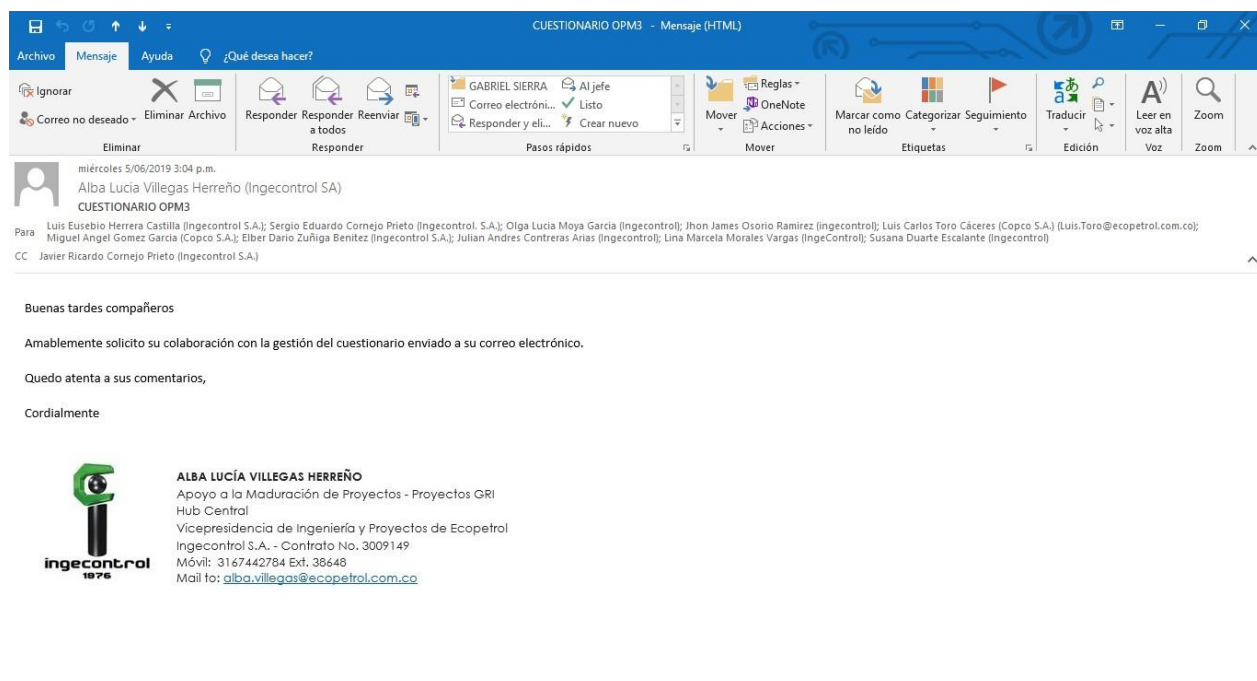 CUESTIONARIO OPM3 - Mensaje (HTML)
Archivo Mensaje Ayuda ¿Qué desea hacer?
Ignorar
Correo no deseado
Eliminar Archivo
Responder Responder a todos Reenviar
GABRIEL SIERRA Al jefe
Correo electróni... Listo
Responder y eli... Crear nuevo
Mover
Reglas
OneNote
Acciones
Marcar como no leído Categorizar Seguimiento
Traducir
Leer en voz alta
Zoom
Eliminar Responder Pasos rápidos Mover Etiquetas Edición Voz Zoom
miércoles 5/06/2019 3:04 p.m.
Alba Lucia Villegas Herreño (Ingecontrol SA)
CUESTIONARIO OPM3
Para Luis Eusebio Herrera Castilla (Ingecontrol S.A.); Sergio Eduardo Cornejo Prieto (Ingecontrol. S.A.); Olga Lucia Moya Garcia (Ingecontrol); Jhon James Osorio Ramirez (ingecontrol); Luis Carlos Toro Cáceres (Copco S.A.) (Luis.Toro@ecopetrol.com.co);
Miguel Angel Gomez Garcia (Copco S.A.); Elber Dario Zuñiga Benitez (Ingecontrol S.A.); Julian Andres Contreras Arias (Ingecontrol); Lina Marcela Morales Vargas (IngeControl); Susana Duarte Escalante (Ingecontrol)
CC Javier Ricardo Cornejo Prieto (Ingecontrol S.A.)
Buenas tardes compañeros
Amablemente solicito su colaboración con la gestión del cuestionario enviado a su correo electrónico.
Quedo atenta a sus comentarios,
Cordialmente
ingecontrol
1976
ALBA LUCÍA VILLEGAS HERREÑO
Apoyo a la Maduración de Proyectos - Proyectos GRI
Hub Central
Vicepresidencia de Ingeniería y Proyectos de Ecopetrol
Ingecontrol S.A. - Contrato No. 3009149
Móvil: 3167442784 Ext. 38648
Mail to: alba.villegas@ecopetrol.com.co